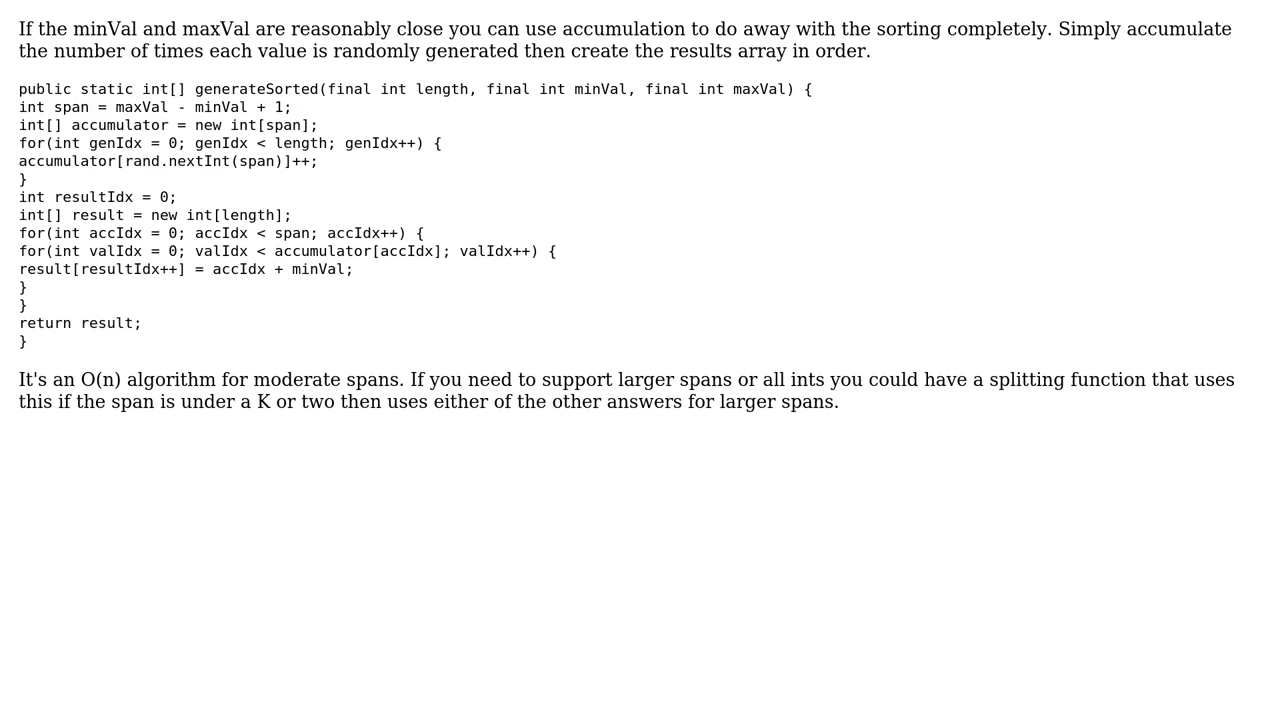 If the minVal and maxVal are reasonably close you can use accumulation to do away with the sorting completely. Simply accumulate
the number of times each value is randomly generated then create the results array in order.
public static int[] generateSorted(final int length, final int minVal, final int maxVal) {
int span = maxVal - minVal + 1;
int[] accumulator = new int[span];
for(int genIdx = 0; genIdx < length; genIdx++) {
accumulator[rand.nextInt(span)]++;
}
int resultIdx = 0;
int[] result = new int[length];
for(int accIdx = 0; accIdx < span; accIdx++) {
for(int valIdx = 0; valIdx < accumulator[accIdx]; valIdx++) {
result[resultIdx++] = accIdx + minVal;
}
}
return result;
}
It's an O(n) algorithm for moderate spans. If you need to support larger spans or all ints you could have a splitting function that uses
this if the span is under a K or two then uses either of the other answers for larger spans.